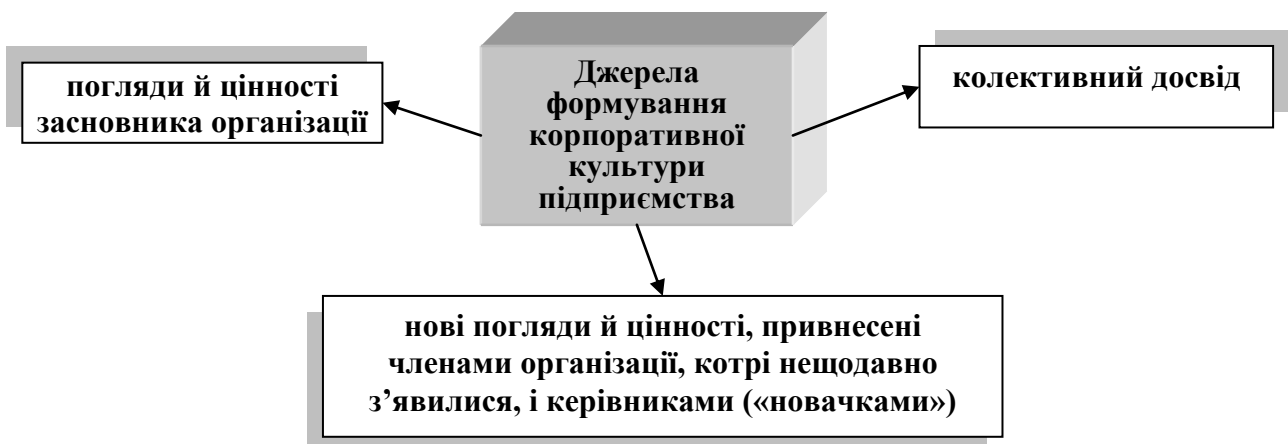 Джерела
формування
корпоративної
культури
підприємства
погляди й цінності
засновника організації
колективний досвід
нові погляди й цінності, привнесені
членами організації, котрі нещодавно
з’явилися, і керівниками («новачками»)